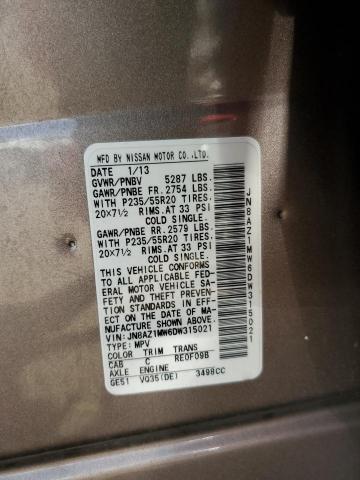 MFD BY NISSAN MOTOR CO.,LTD.
DATE 1/13
GVWR/PNBV 5287 LBS.
GAWR/PNBE FR. 2754 LBS.
WITH P235/55R20 TIRES.
20X7½ RIMS.AT 33 PSI
COLD SINGLE.
GAWR/PNBE RR. 2579 LBS.
WITH P235/55R20 TIRES.
20X7½ RIMS.AT 33 PSI
COLD SINGLE.
THIS VEHICLE CONFORMS
TO ALL APPLICABLE FED-
ERAL MOTOR VEHICLE SA-
FETY AND THEFT PREVEN-
TION STANDARDS IN EFF-
ECT ON THE DATE OF MA-
NUFACTURE SHOWN ABOVE.
VIN: JN8AZ1MW6DW315021
TYPE: MPV
COLOR TRIM TRANS
CAB C RE0F09B
AXLE ENGINE
GE51 VQ35(DE) 3498CC
JN8AZ1MW6DW315021